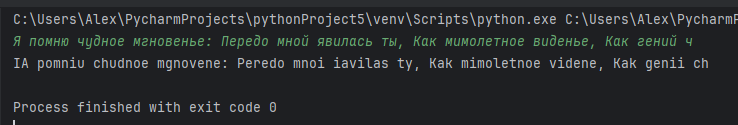 C:\Users\Alex\PycharmProjects\pythonProject5\venv\Scripts\python.exe C:\Users\Alex\PycharmP
Я помню чудное мгновенье: Передо мной явилась ты, Как мимолетное виденье, Как гений ч
IA pomniu chudnoe mgnovene: Peredo mnoi iavilas ty, Kak mimoletnoe videne, Kak genii ch
Process finished with exit code 0